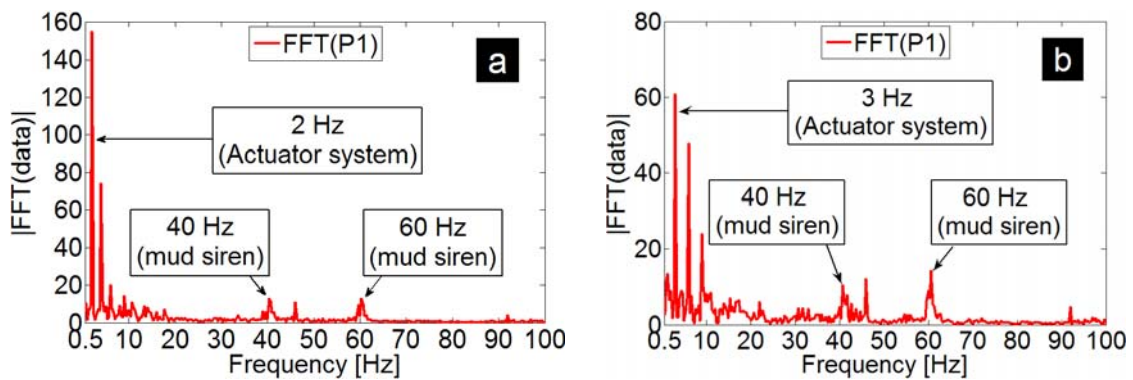 160
140
120
100
80
60
40
20
0
|FFT(data)|
FFT(P1)
a
2 Hz
(Actuator system)
40 Hz
(mud siren)
60 Hz
(mud siren)
0.5 10 20 30 40 50 60 70 80 90 100
Frequency [Hz]
80
60
40
20
0
|FFT(data)|
FFT(P1)
b
3 Hz
(Actuator system)
40 Hz
(mud siren)
60 Hz
(mud siren)
0.5 10 20 30 40 50 60 70 80 90 100
Frequency [Hz]